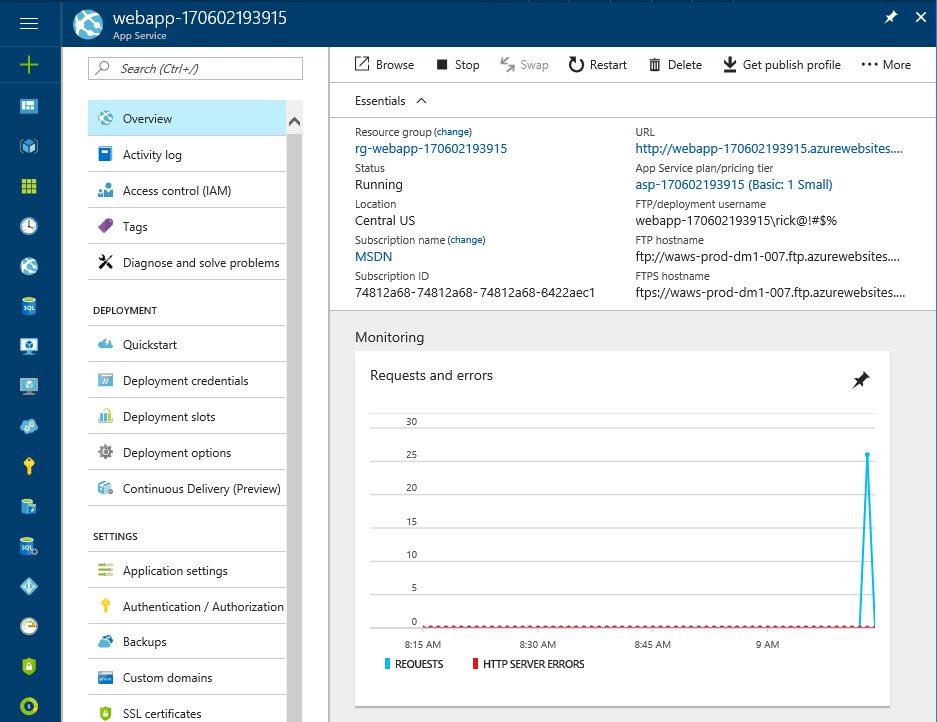 webapp-170602193915
App Service
Search (Ctrl+/)
Overview
Activity log
Access control (IAM)
Tags
Diagnose and solve problems
DEPLOYMENT
Quickstart
Deployment credentials
Deployment slots
Deployment options
Continuous Delivery (Preview)
SETTINGS
Application settings
Authentication / Authorization
Backups
Custom domains
SSL certificates
Browse Stop Swap Restart Delete Get publish profile More
Essentials
Resource group (change)
rg-webapp-170602193915
Status
Running
Location
Central US
Subscription name (change)
MSDN
Subscription ID
74812a68-74812a68-74812a68-8422aec1
URL
http://webapp-170602193915.azurewebsites....
App Service plan/pricing tier
asp-170602193915 (Basic: 1 Small)
FTP/deployment username
webapp-170602193915\rick@!#$%
FTP hostname
ftp://waws-prod-dm1-007.ftp.azurewebsites....
FTPS hostname
ftps://waws-prod-dm1-007.ftp.azurewebsites....
Monitoring
Requests and errors
30
25
20
15
10
5
0
8:15 AM 8:30 AM 8:45 AM 9 AM
REQUESTS HTTP SERVER ERRORS